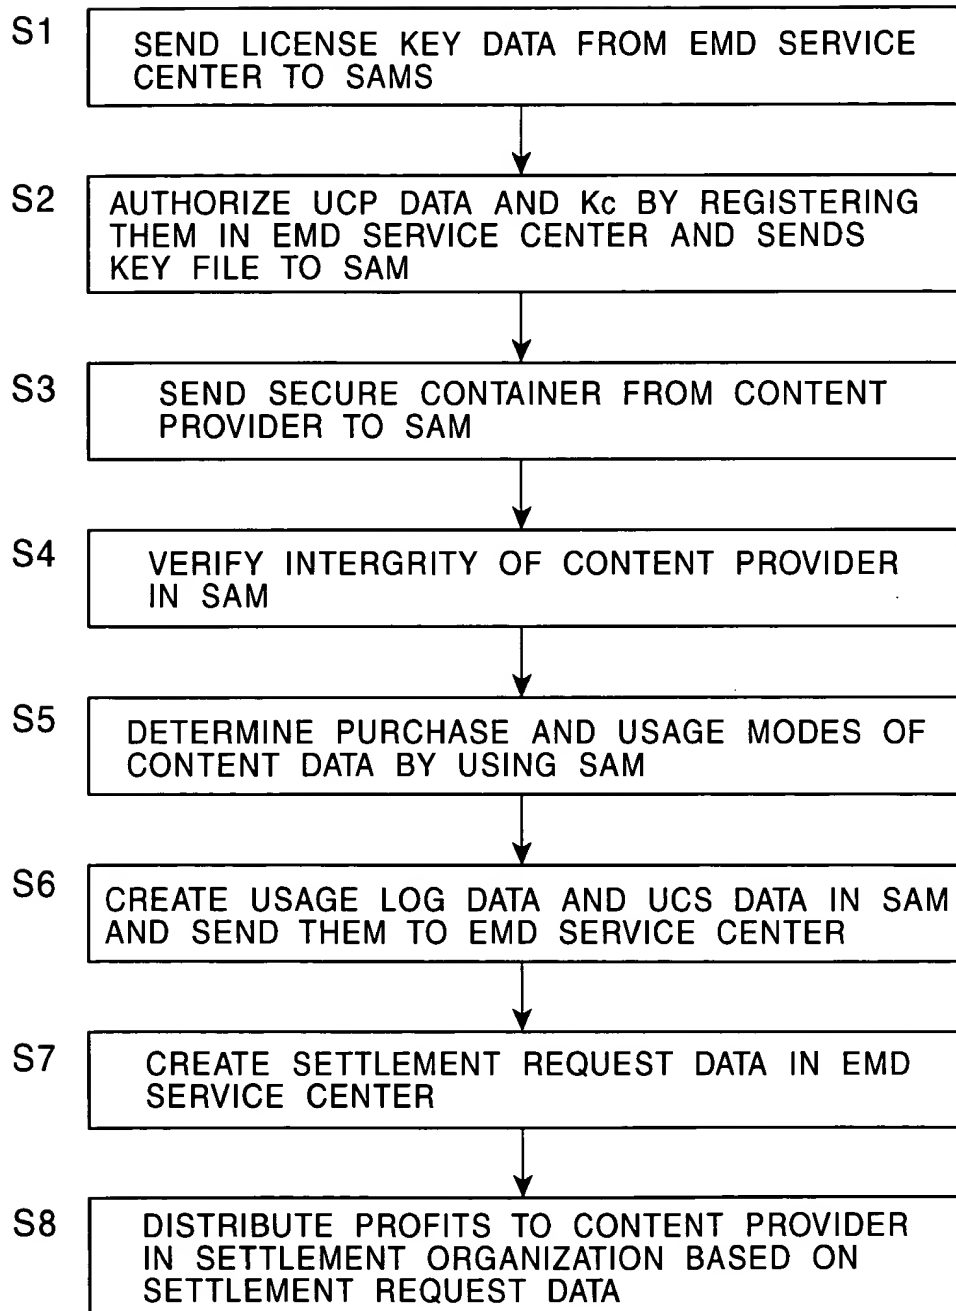 S1
SEND LICENSE KEY DATA FROM EMD SERVICE
CENTER TO SAMS
S2
AUTHORIZE UCP DATA AND Kc BY REGISTERING
THEM IN EMD SERVICE CENTER AND SENDS
KEY FILE TO SAM
S3
SEND SECURE CONTAINER FROM CONTENT
PROVIDER TO SAM
S4
VERIFY INTERGRITY OF CONTENT PROVIDER
IN SAM
S5
DETERMINE PURCHASE AND USAGE MODES OF
CONTENT DATA BY USING SAM
S6
CREATE USAGE LOG DATA AND UCS DATA IN SAM
AND SEND THEM TO EMD SERVICE CENTER
S7
CREATE SETTLEMENT REQUEST DATA IN EMD
SERVICE CENTER
S8
DISTRIBUTE PROFITS TO CONTENT PROVIDER
IN SETTLEMENT ORGANIZATION BASED ON
SETTLEMENT REQUEST DATA